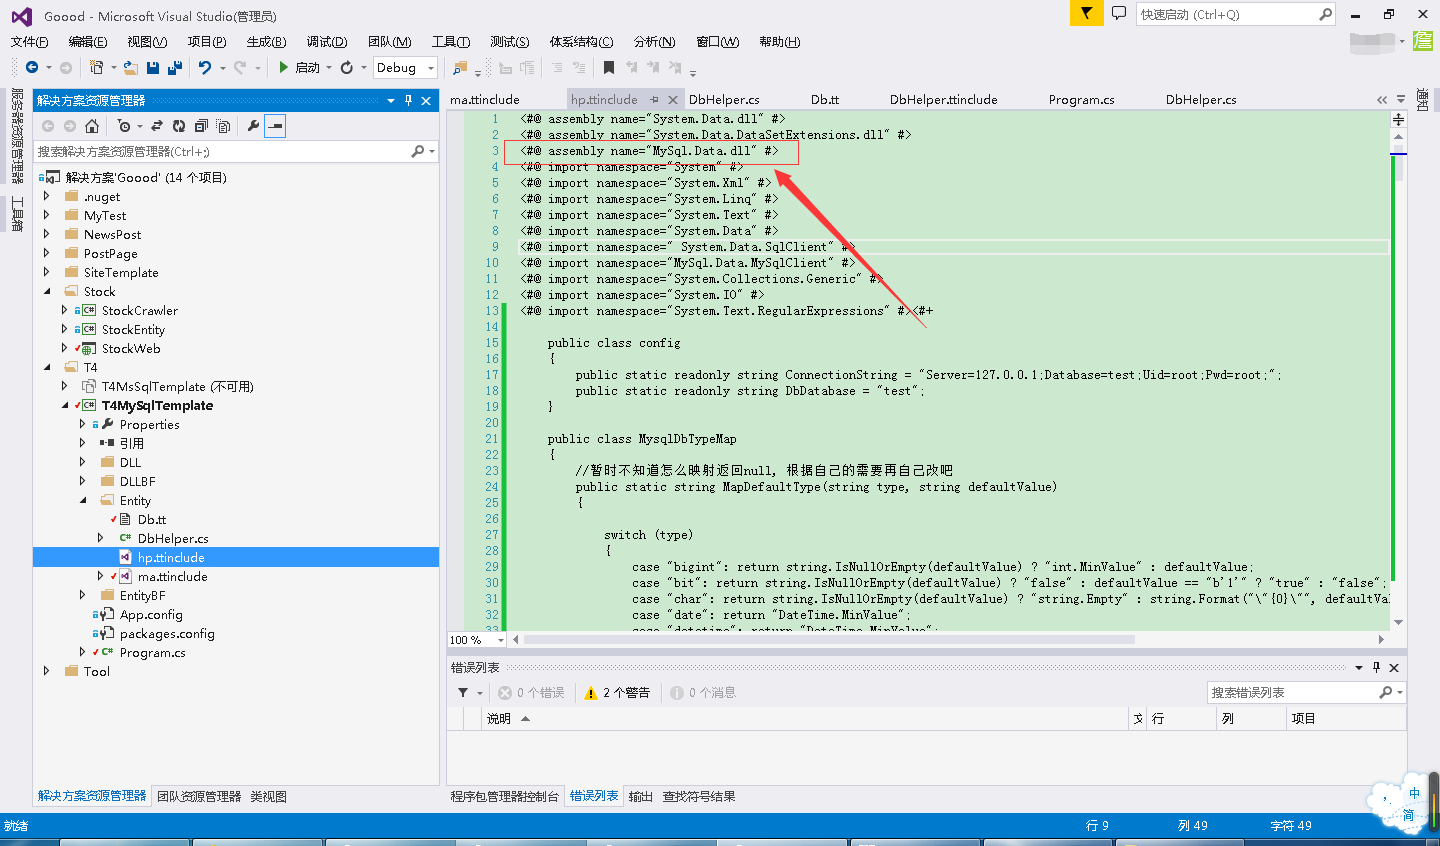 Goood - Microsoft Visual Studio(管理员)
快速启动 (Ctrl+Q)
文件(F) 编辑(E) 视图(V) 项目(P) 生成(B) 调试(D) 团队(M) 工具(T) 测试(S) 体系结构(C) 分析(N) 窗口(W) 帮助(H)
詹
启动 Debug
服务器资源管理器
工具箱
通知
解决方案资源管理器
搜索解决方案资源管理器(Ctrl+;)
解决方案'Goood' (14 个项目)
.nuget
MyTest
NewsPost
PostPage
SiteTemplate
Stock
StockCrawler
StockEntity
StockWeb
T4
T4MsSqlTemplate (不可用)
T4MySqlTemplate
Properties
引用
DLL
DLLBF
Entity
Db.tt
DbHelper.cs
hp.ttinclude
ma.ttinclude
EntityBF
App.config
packages.config
Program.cs
Tool
解决方案资源管理器 团队资源管理器 类视图
ma.ttinclude hp.ttinclude DbHelper.cs Db.tt DbHelper.ttinclude Program.cs DbHelper.cs
1 <#@ assembly name="System.Data.dll" #>
2 <#@ assembly name="System.Data.DataSetExtensions.dll" #>
3 <#@ assembly name="MySql.Data.dll" #>
4 <#@ import namespace="System" #>
5 <#@ import namespace="System.Xml" #>
6 <#@ import namespace="System.Linq" #>
7 <#@ import namespace="System.Text" #>
8 <#@ import namespace="System.Data" #>
9 <#@ import namespace=" System.Data.SqlClient" #>
10 <#@ import namespace="MySql.Data.MySqlClient" #>
11 <#@ import namespace="System.Collections.Generic" #>
12 <#@ import namespace="System.IO" #>
13 <#@ import namespace="System.Text.RegularExpressions" #><#+
14
15 public class config
16 {
17 public static readonly string ConnectionString = "Server=127.0.0.1;Database=test;Uid=root;Pwd=root;";
18 public static readonly string DbDatabase = "test";
19 }
20
21 public class MysqlDbTypeMap
22 {
23 //暂时不知道怎么映射返回null, 根据自己的需要再自己改吧
24 public static string MapDefaultType(string type, string defaultValue)
25 {
26
27 switch (type)
28 {
29 case "bigint": return string.IsNullOrEmpty(defaultValue) ? "int.MinValue" : defaultValue;
30 case "bit": return string.IsNullOrEmpty(defaultValue) ? "false" : defaultValue == "b'1'" ? "true" : "false";
31 case "char": return string.IsNullOrEmpty(defaultValue) ? "string.Empty" : string.Format("\"{0}\"", defaultVa
32 case "date": return "DateTime.MinValue";
33 case "datetime": return "DateTime.MinValue";
100 %
错误列表
0 个错误 2 个警告 0 个消息
搜索错误列表
说明 文 行 列 项目
程序包管理器控制台 错误列表 输出 查找符号结果
中
简
就绪 行 9 列 49 字符 49